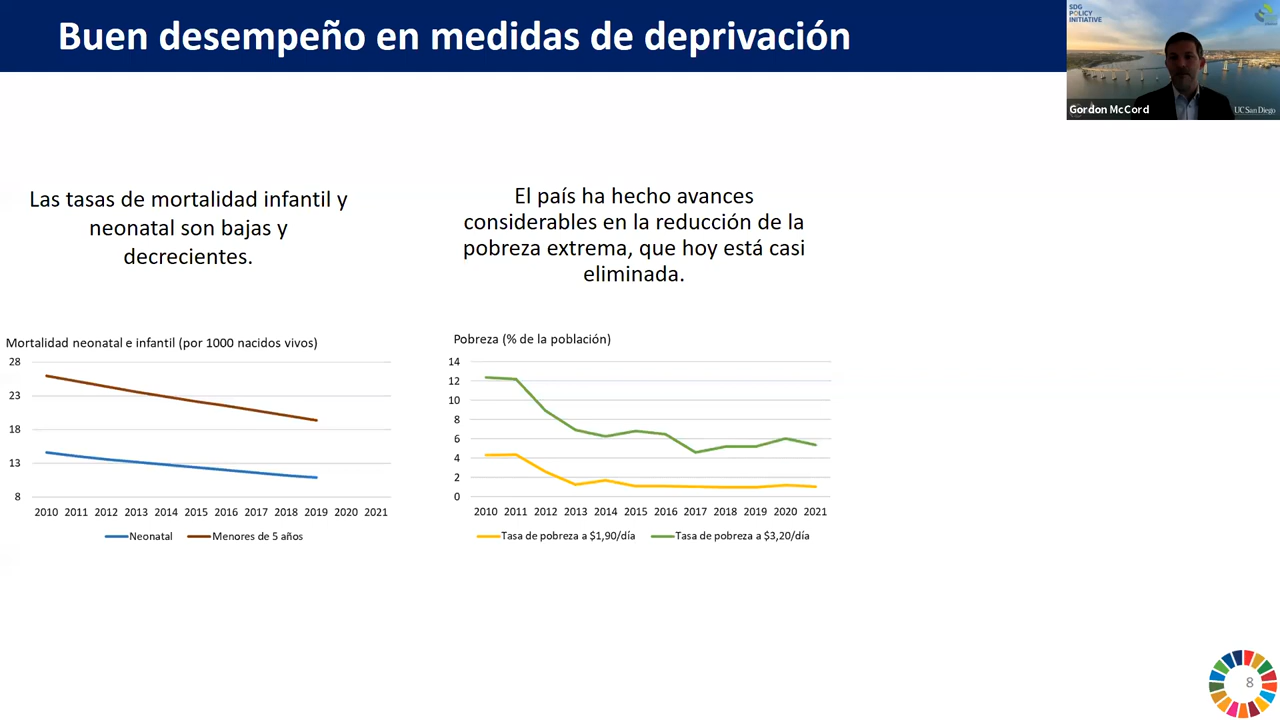 Buen desempeño en medidas de deprivación
SDG
POLICY
INITIATIVE
Gordon McCord
UC San Diego
Las tasas de mortalidad infantil y
neonatal son bajas y
decrecientes.
El país ha hecho avances
considerables en la reducción de la
pobreza extrema, que hoy está casi
eliminada.
Mortalidad neonatal e infantil (por 1000 nacidos vivos)
28
23
18
13
8
2010 2011 2012 2013 2014 2015 2016 2017 2018 2019 2020 2021
Neonatal Menores de 5 años
Pobreza (% de la población)
14
12
10
8
6
4
2
0
2010 2011 2012 2013 2014 2015 2016 2017 2018 2019 2020 2021
Tasa de pobreza a $1,90/día Tasa de pobreza a $3,20/día
8